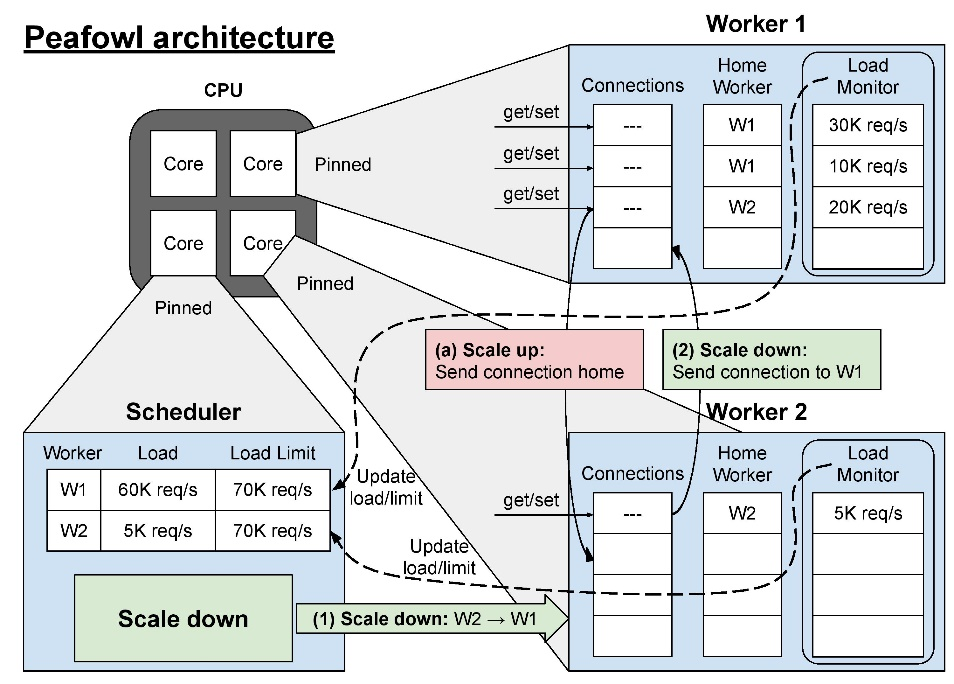 Peafowl architecture
CPU
Core
Core
Core
Core
Pinned
Pinned
Pinned
Worker 1
Connections
Home
Worker
Load
Monitor
get/set
---
W1
30K req/s
get/set
---
W1
10K req/s
get/set
---
W2
20K req/s
(a) Scale up:
Send connection home
(2) Scale down:
Send connection to W1
Scheduler
Worker
Load
Load Limit
W1
60K req/s
70K req/s
W2
5K req/s
70K req/s
Update
load/limit
Update
load/limit
Scale down
(1) Scale down: W2 → W1
Worker 2
Connections
Home
Worker
Load
Monitor
get/set
---
W2
5K req/s